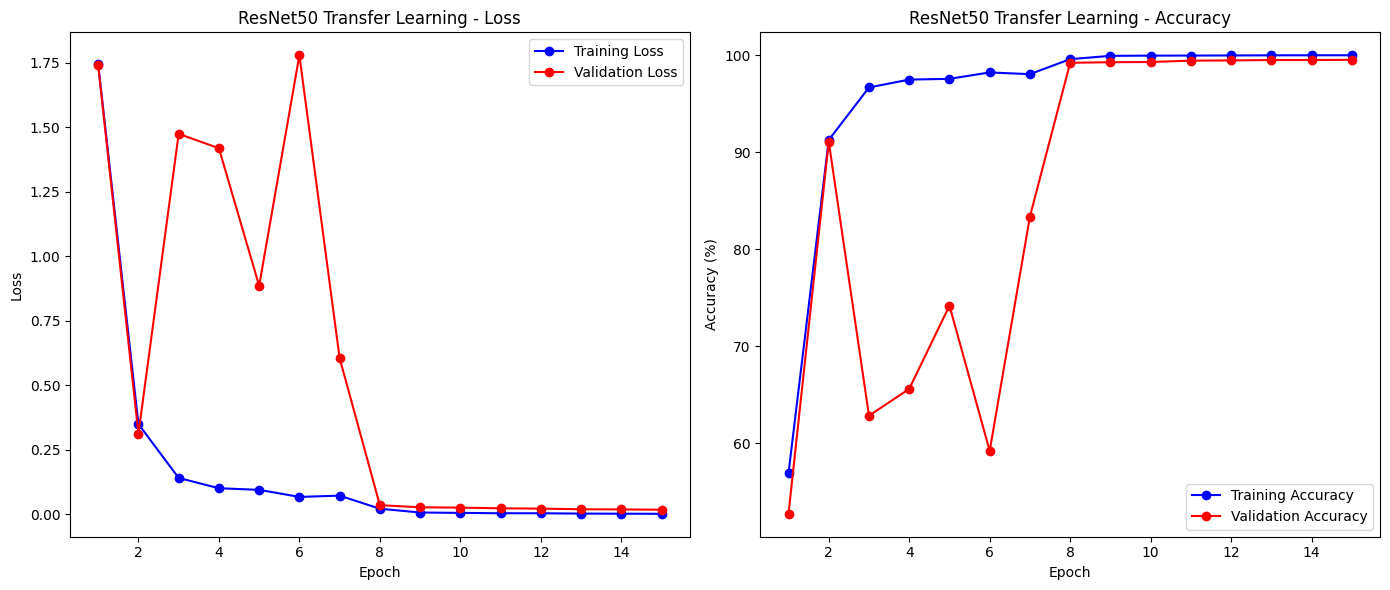 ResNet50 Transfer Learning - Loss
Training Loss
Validation Loss
1.75
1.50
1.25
1.00
0.75
0.50
0.25
0.00
Loss
2 4 6 8 10 12 14
Epoch
ResNet50 Transfer Learning - Accuracy
100
90
80
70
60
Accuracy (%)
Training Accuracy
Validation Accuracy
2 4 6 8 10 12 14
Epoch